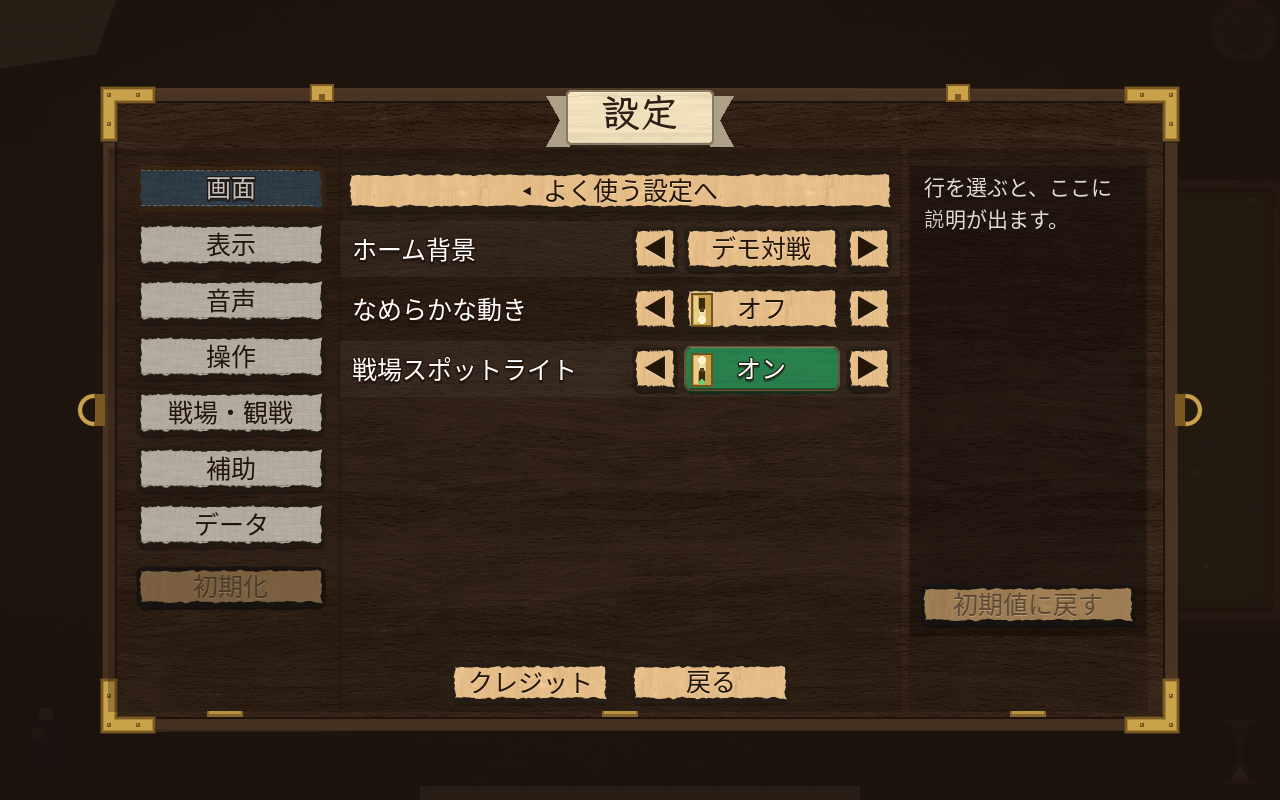 設定
画面
表示
音声
操作
戦場・観戦
補助
データ
初期化
◂ よく使う設定へ
ホーム背景
デモ対戦
なめらかな動き
オフ
戦場スポットライト
オン
行を選ぶと、ここに
説明が出ます。
初期値に戻す
クレジット
戻る